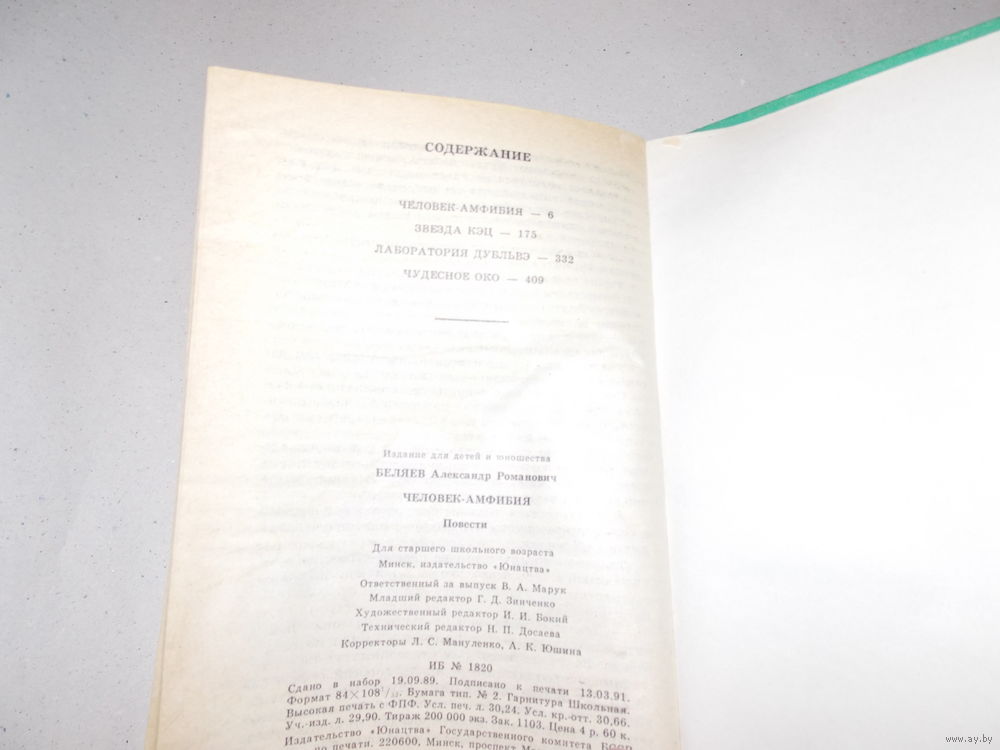 СОДЕРЖАНИЕ
ЧЕЛОВЕК-АМФИБИЯ — 6
ЗВЕЗДА КЭЦ — 175
ЛАБОРАТОРИЯ ДУБЛЬВЭ — 332
ЧУДЕСНОЕ ОКО — 409
Издание для детей и юношества
БЕЛЯЕВ Александр Романович
ЧЕЛОВЕК-АМФИБИЯ
Повести
Для старшего школьного возраста
Минск, издательство «Юнацтва»
Ответственный за выпуск В. А. Марук
Младший редактор Г. Д. Зинченко
Художественный редактор И. И. Бокий
Технический редактор Н. П. Досаева
Корректоры Л. С. Мануленко, А. К. Юшина
ИБ № 1820
Сдано в набор 19.09.89. Подписано к печати 13.03.91.
Формат 84×108¹/₃₂. Бумага тип. № 2. Гарнитура Школьная.
Высокая печать с ФПФ. Усл. печ. л. 30,24. Усл. кр.-отт. 30,66.
Уч.-изд. л. 29,90. Тираж 200 000 экз. Зак. 1103. Цена 4 р. 60 к.
Издательство «Юнацтва» Государственного комитета БССР
по печати. 220600, Минск, проспект
www.ay.by